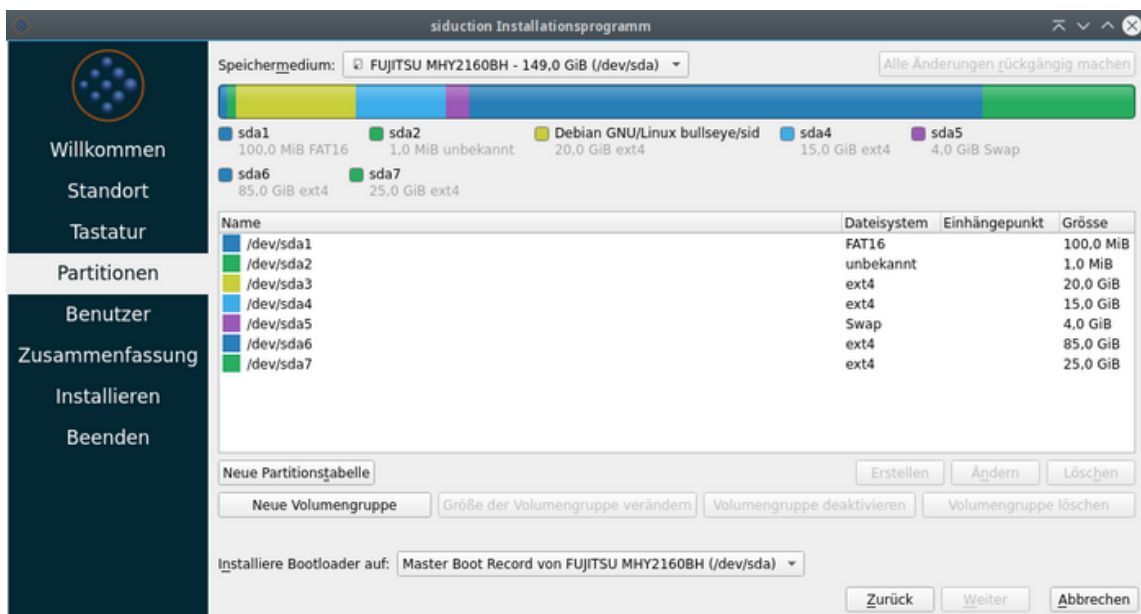 siduction Installationsprogramm
Willkommen
Standort
Tastatur
Partitionen
Benutzer
Zusammenfassung
Installieren
Beenden
Speichermedium: FUJITSU MHY2160BH - 149,0 GiB (/dev/sda) Alle Änderungen rückgängig machen
sda1 sda2 Debian GNU/Linux bullseye/sid sda4 sda5
100,0 MiB FAT16 1,0 MiB unbekannt 20,0 GiB ext4 15,0 GiB ext4 4,0 GiB Swap
sda6 sda7
85,0 GiB ext4 25,0 GiB ext4
Name Dateisystem Einhängepunkt Grösse
/dev/sda1 FAT16 100,0 MiB
/dev/sda2 unbekannt 1,0 MiB
/dev/sda3 ext4 20,0 GiB
/dev/sda4 ext4 15,0 GiB
/dev/sda5 Swap 4,0 GiB
/dev/sda6 ext4 85,0 GiB
/dev/sda7 ext4 25,0 GiB
Neue Partitionstabelle Erstellen Ändern Löschen
Neue Volumengruppe Größe der Volumengruppe verändern Volumengruppe deaktivieren Volumengruppe löschen
Installiere Bootloader auf: Master Boot Record von FUJITSU MHY2160BH (/dev/sda)
Zurück Weiter Abbrechen